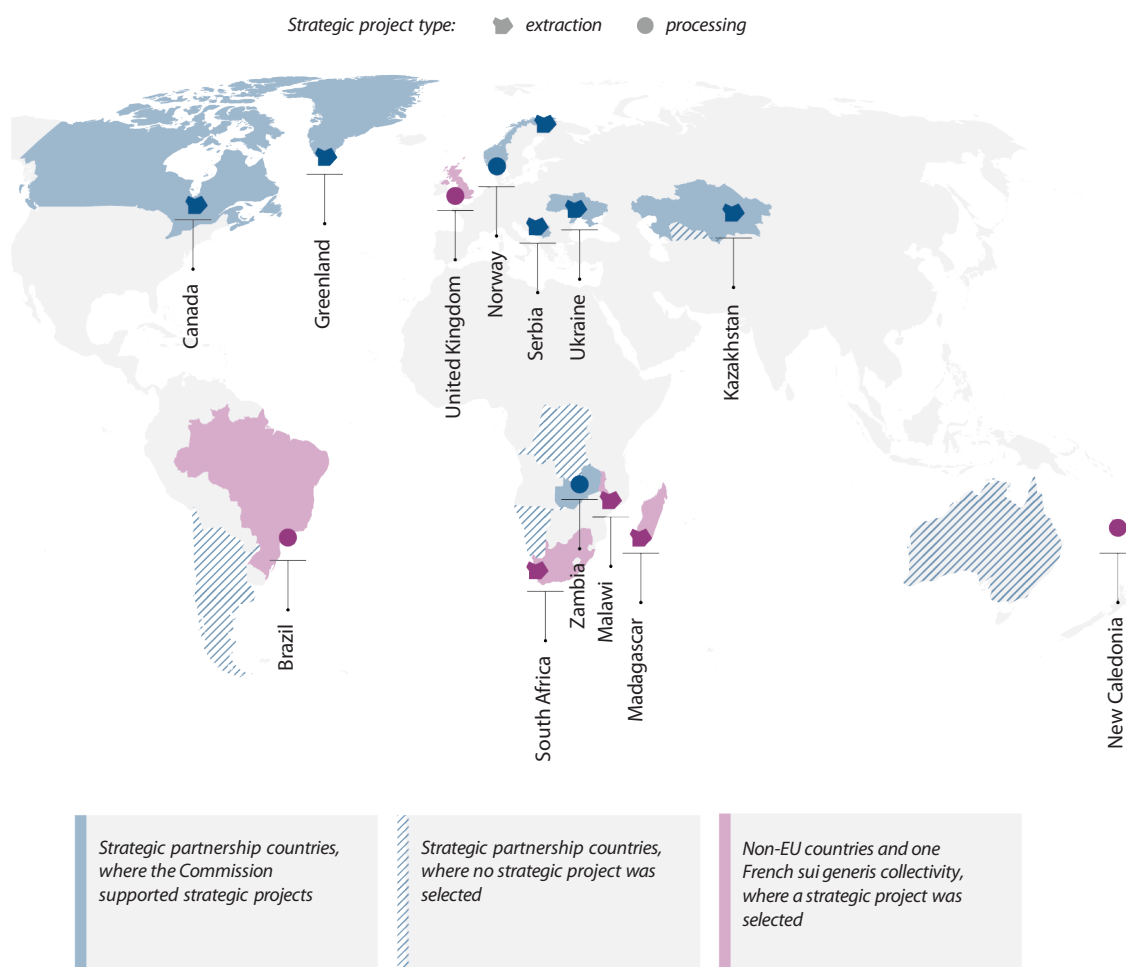 Strategic project type: extraction processing
Canada
Greenland
United Kingdom
Norway
Serbia
Ukraine
Kazakhstan
Brazil
South Africa
Zambia
Malawi
Madagascar
New Caledonia
Strategic partnership countries,
where the Commission
supported strategic projects
Strategic partnership countries,
where no strategic project was
selected
Non-EU countries and one
French sui generis collectivity,
where a strategic project was
selected